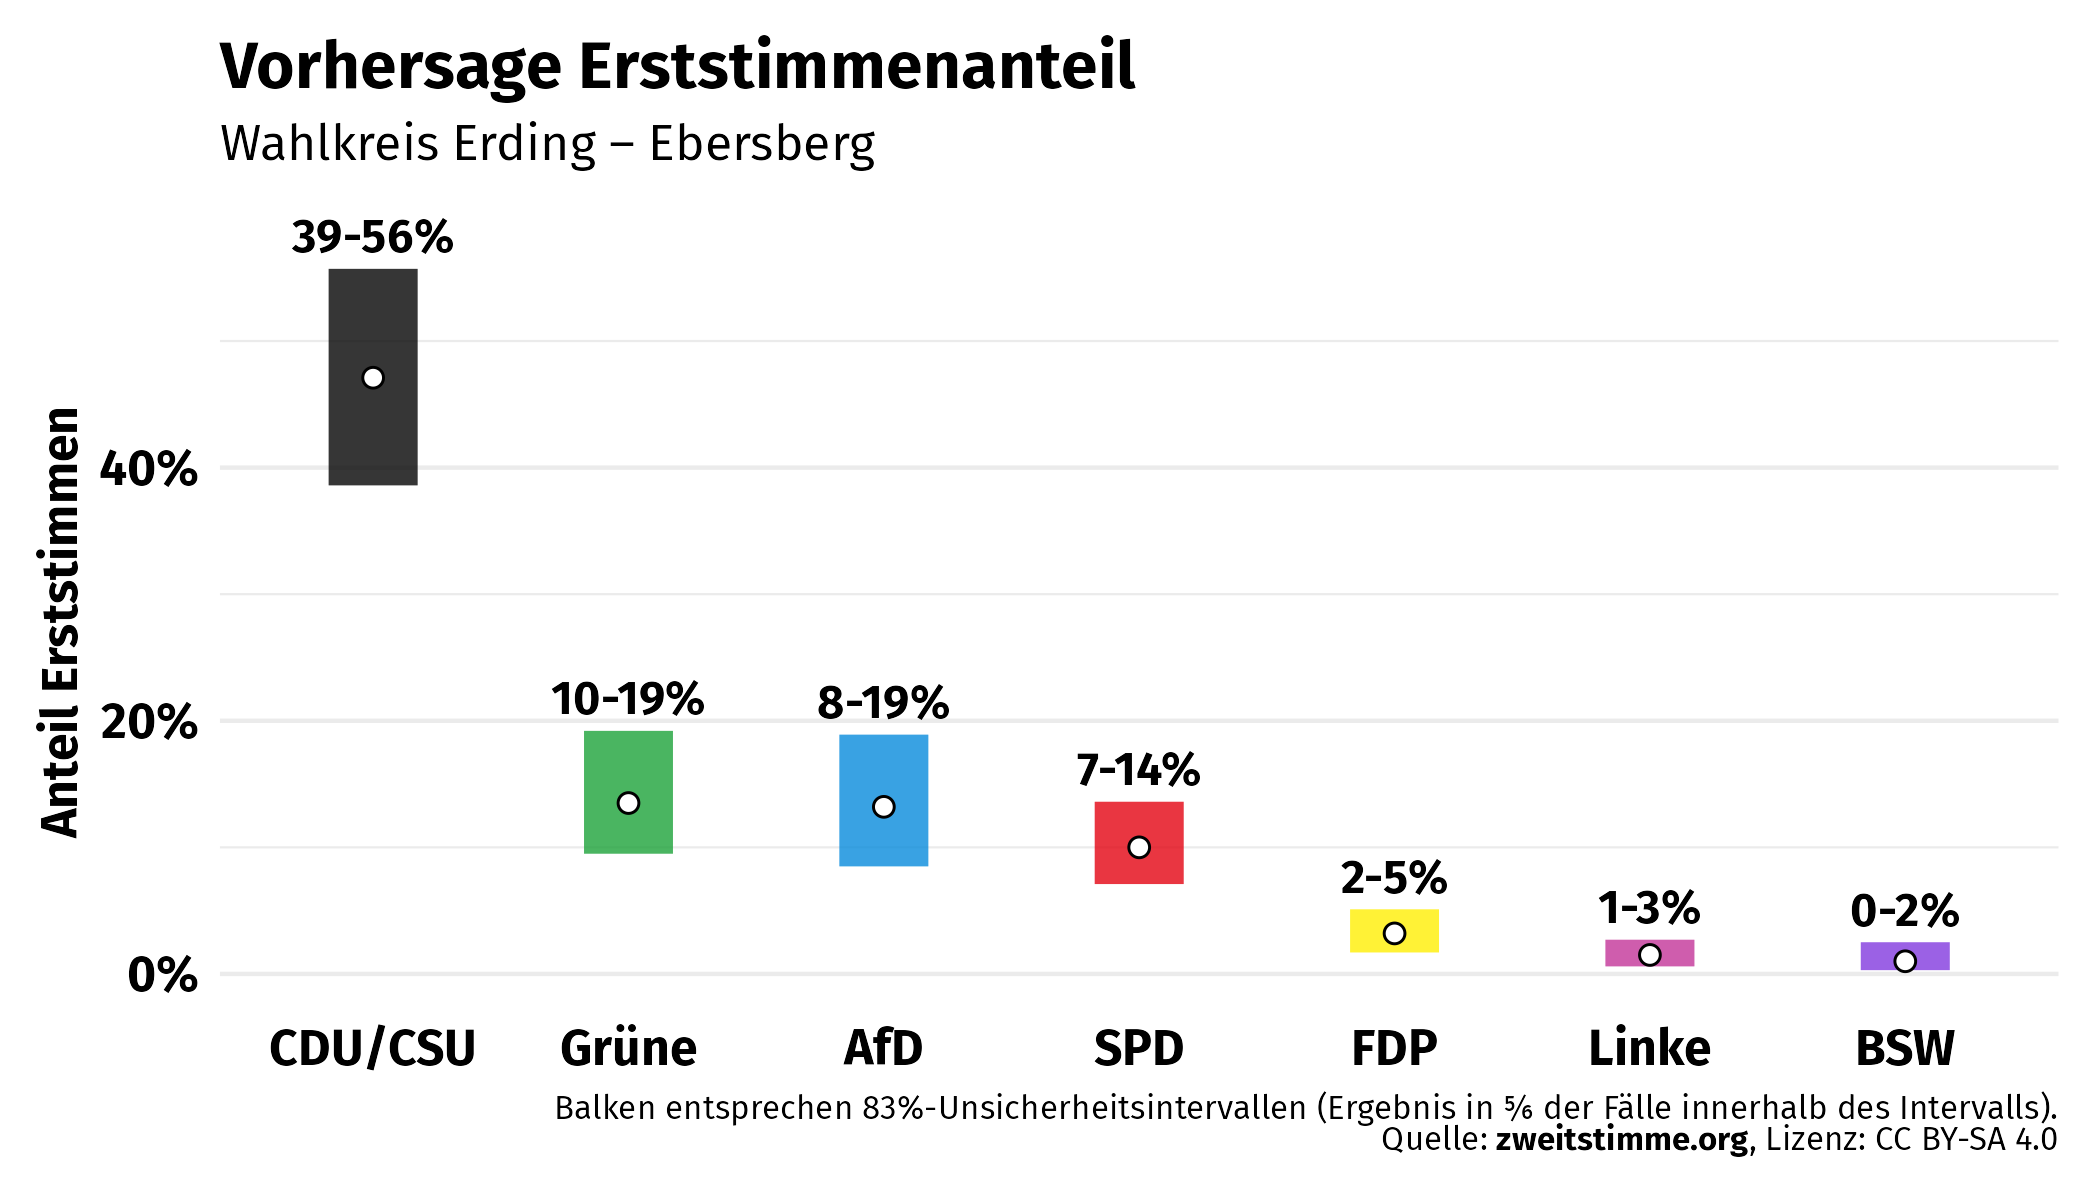 Vorhersage Erststimmenanteil
Wahlkreis Erding – Ebersberg
Anteil Erststimmen
39-56%
40%
10-19%
8-19%
20%
7-14%
2-5%
1-3%
0-2%
0%
CDU/CSU Grüne AfD SPD FDP Linke BSW
Balken entsprechen 83%-Unsicherheitsintervallen (Ergebnis in ⅚ der Fälle innerhalb des Intervalls).
Quelle: zweitstimme.org, Lizenz: CC BY-SA 4.0